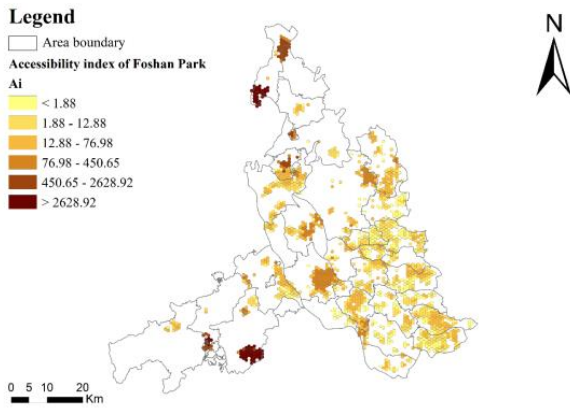 Legend
Area boundary
Accessibility index of Foshan Park
Ai
< 1.88
1.88 - 12.88
12.88 - 76.98
76.98 - 450.65
450.65 - 2628.92
> 2628.92
N
0 5 10 20
Km